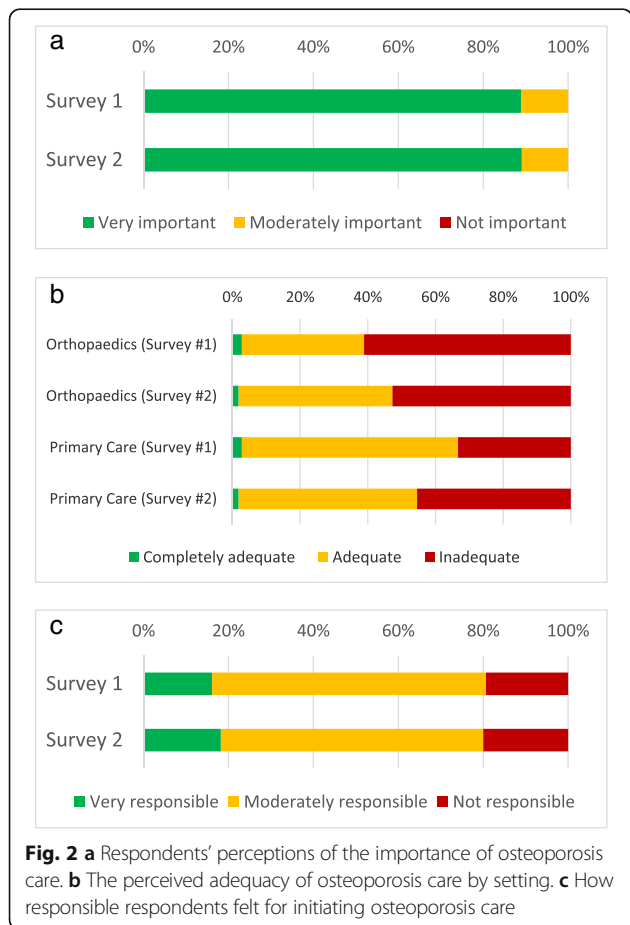 a
0% 20% 40% 60% 80% 100%
Survey 1
Survey 2
Very important Moderately important Not important
b
0% 20% 40% 60% 80% 100%
Orthopaedics (Survey #1)
Orthopaedics (Survey #2)
Primary Care (Survey #1)
Primary Care (Survey #2)
Completely adequate Adequate Inadequate
c
0% 20% 40% 60% 80% 100%
Survey 1
Survey 2
Very responsible Moderately responsible Not responsible
Fig. 2 a Respondents' perceptions of the importance of osteoporosis
care. b The perceived adequacy of osteoporosis care by setting. c How
responsible respondents felt for initiating osteoporosis care